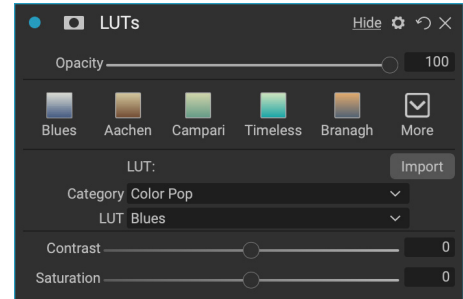 LUTs Hide
Opacity 100
Blues Aachen Campari Timeless Branagh More
LUT: Import
Category Color Pop
LUT Blues
Contrast 0
Saturation 0